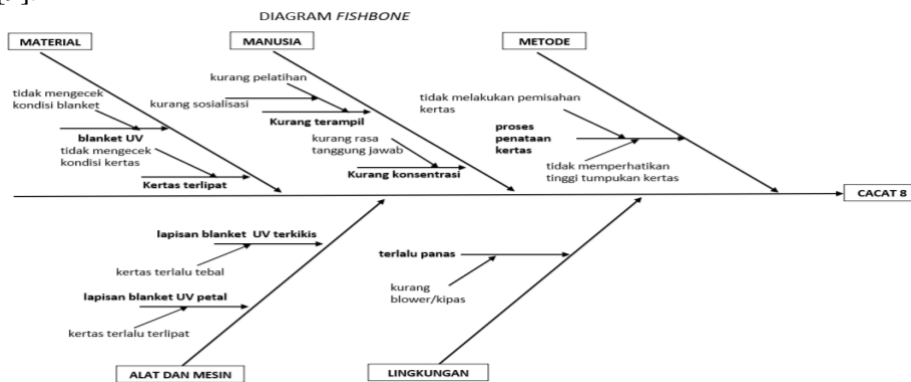 DIAGRAM FISHBONE
MATERIAL
MANUSIA
METODE
tidak mengecek
kondisi blanket
blanket UV
tidak mengecek
kondisi kertas
Kertas terlipat
kurang pelatihan
kurang sosialisasi
Kurang terampil
kurang rasa
tanggung jawab
Kurang konsentrasi
tidak melakukan pemisahan
kertas
proses
penataan
kertas
tidak memperhatikan
tinggi tumpukan kertas
CACAT 8
lapisan blanket UV terkikis
kertas terlalu tebal
lapisan blanket UV petal
kertas terlalu terlipat
terlalu panas
kurang
blower/kipas
ALAT DAN MESIN
LINGKUNGAN